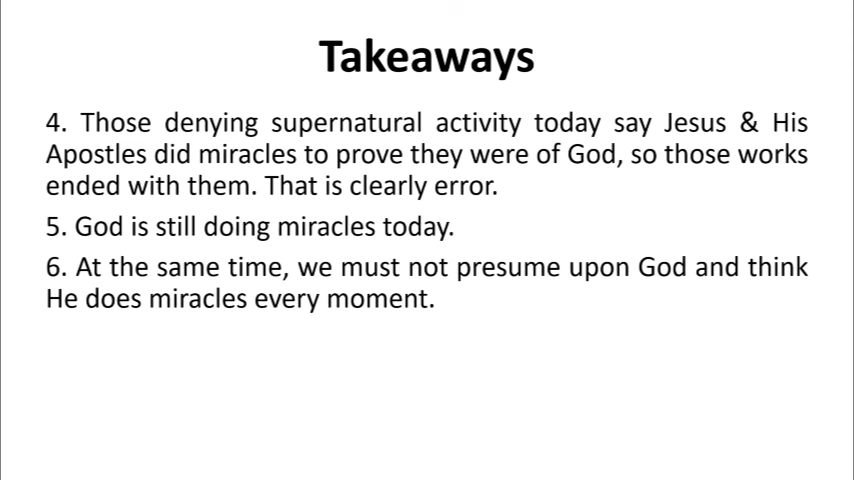 Takeaways
4. Those denying supernatural activity today say Jesus & His
Apostles did miracles to prove they were of God, so those works
ended with them. That is clearly error.
5. God is still doing miracles today.
6. At the same time, we must not presume upon God and think
He does miracles every moment.